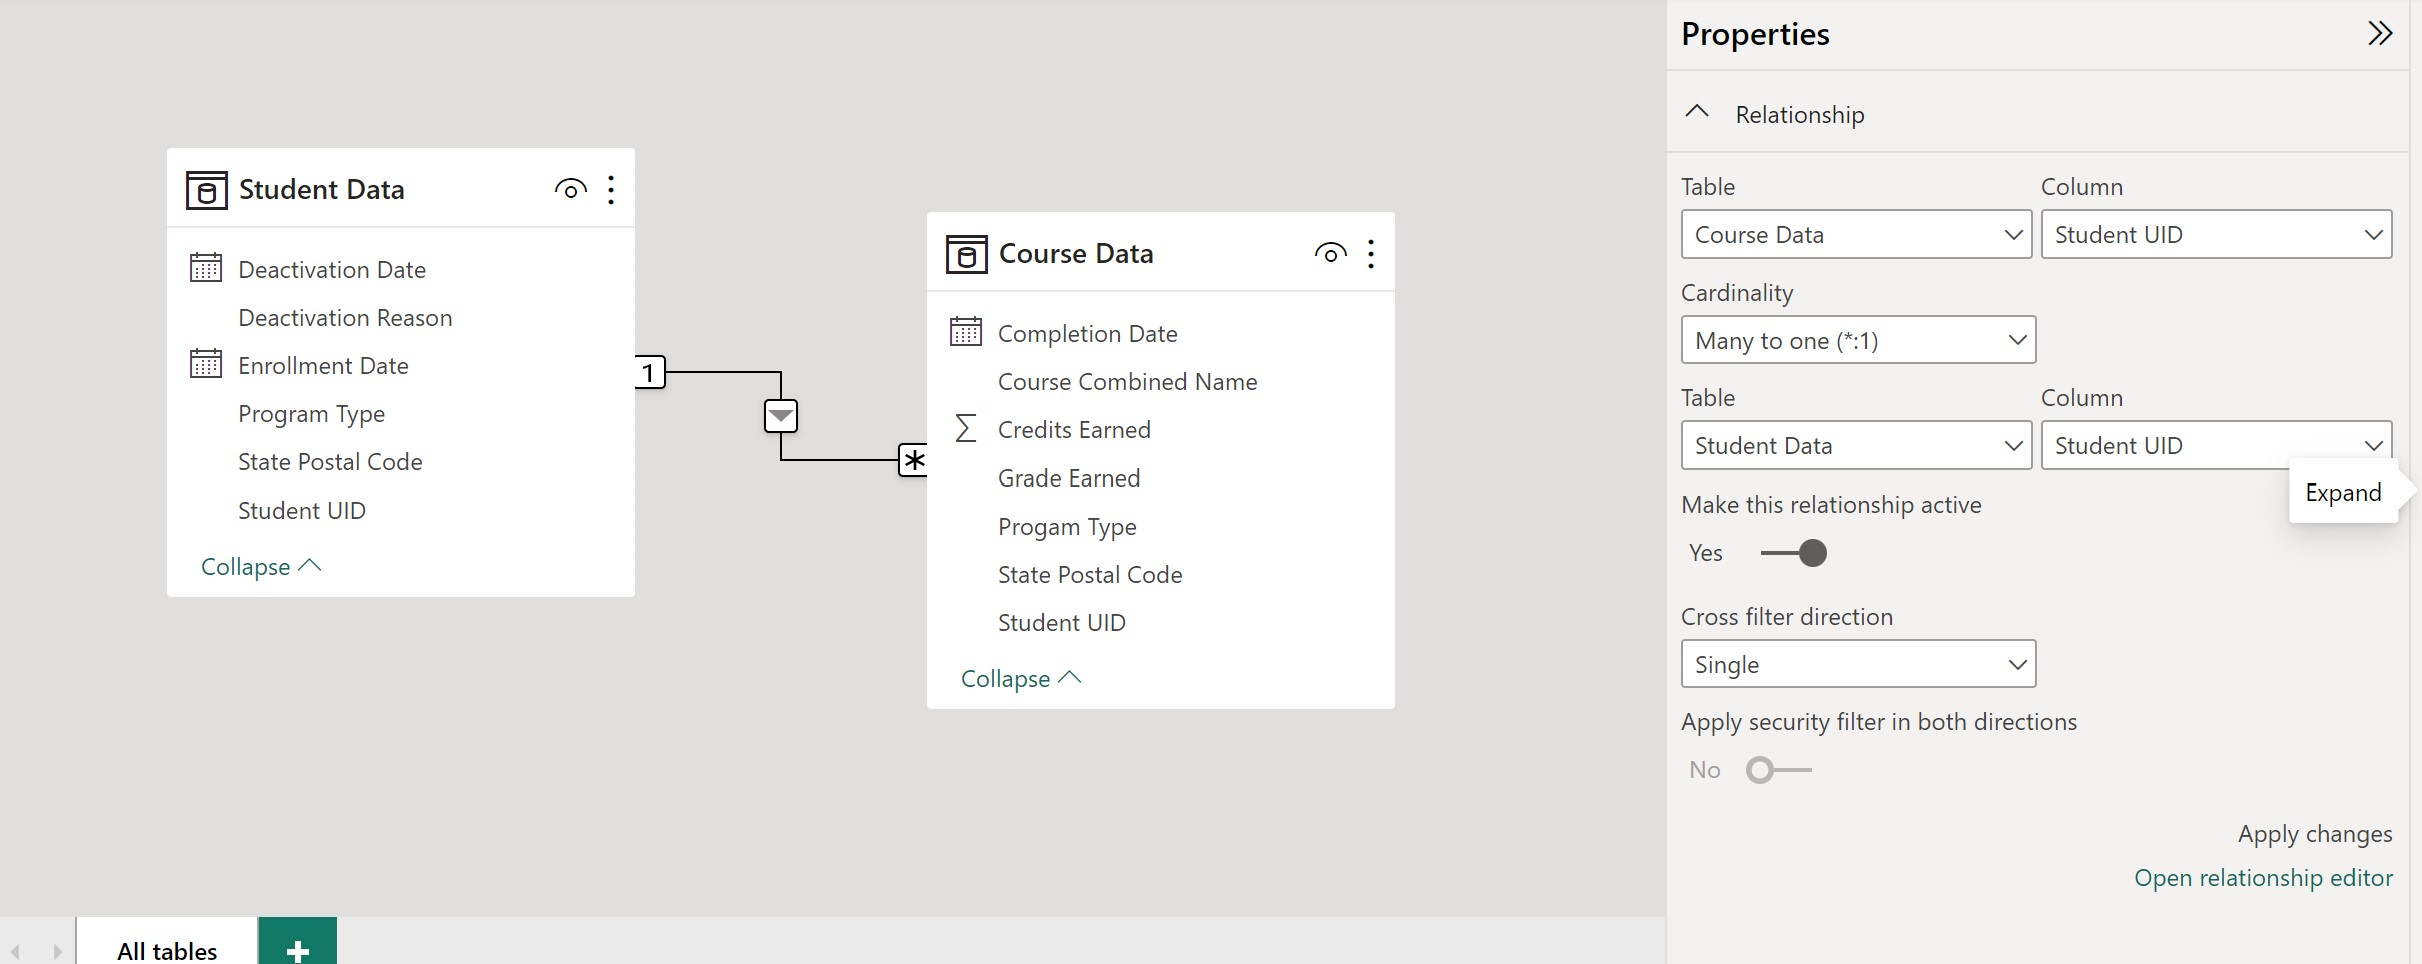 Student Data
Deactivation Date
Deactivation Reason
Enrollment Date
Program Type
State Postal Code
Student UID
Collapse
1
*
Course Data
Completion Date
Course Combined Name
Credits Earned
Grade Earned
Progam Type
State Postal Code
Student UID
Collapse
All tables
+
Properties
Relationship
Table Column
Course Data Student UID
Cardinality
Many to one (*:1)
Table Column
Student Data Student UID
Expand
Make this relationship active
Yes
Cross filter direction
Single
Apply security filter in both directions
No
Apply changes
Open relationship editor